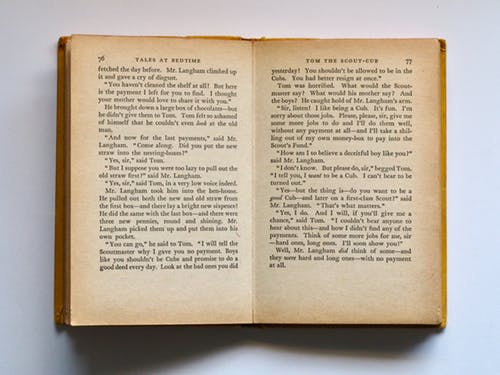 76 TALES AT BEDTIME
fetched the day before. Mr. Langham climbed up
it and gave a cry of disgust.
"You haven't cleaned the shelf at all! But here
is the payment I left for you to find. I thought
your mother would love to share it with you."
He brought down a large box of chocolates—but
he didn't give them to Tom. Tom felt so ashamed
of himself that he couldn't even look at the old
man.
"And now for the last payments," said Mr.
Langham. "Come along. Did you put the new
straw into the nesting-boxes?"
"Yes, sir," said Tom.
"But I suppose you were too lazy to pull out the
old straw first?" said Mr. Langham.
"Yes, sir," said Tom, in a very low voice indeed.
Mr. Langham took him into the hen-house.
He pulled out both the new and old straw from
the first box—and there lay a bright new sixpence!
He did the same with the last box—and there were
three new pennies, round and shining. Mr.
Langham picked them up and put them into his
own pocket.
"You can go," he said to Tom. "I will tell the
Scoutmaster why I gave you no payment. Boys
like you shouldn't be Cubs and promise to do a
good deed every day. Look at the bad ones you did
TOM THE SCOUT-CUB 77
yesterday! You shouldn't be allowed to be in the
Cubs. You had better resign at once."
Tom was horrified. What would the Scout-
master say? What would his mother say? And
the boys? He caught hold of Mr. Langham's arm.
"Sir, listen! I like being a Cub. It's fun. I'm
sorry about those jobs. Please, please, sir, give me
some more jobs to do and I'll do them well,
without any payment at all—and I'll take a shil-
ling out of my own money-box to pay into the
Scout's Fund."
"How am I to believe a deceitful boy like you?"
said Mr. Langham.
"I don't know. But please do, sir," begged Tom.
"I tell you, I want to be a Cub. I can't bear to be
turned out."
"Yes—but the thing is—do you want to be a
good Cub—and later on a first-class Scout?" said
Mr. Langham. "That's what matters."
"Yes, I do. And I will, if you'll give me a
chance," said Tom. "I couldn't bear anyone to
hear about this—and how I didn't find any of the
payments. Think of some more jobs for me, sir
—hard ones, long ones. I'll soon show you!"
Well, Mr. Langham did think of some—and
they were hard and long ones—with no payment
at all.